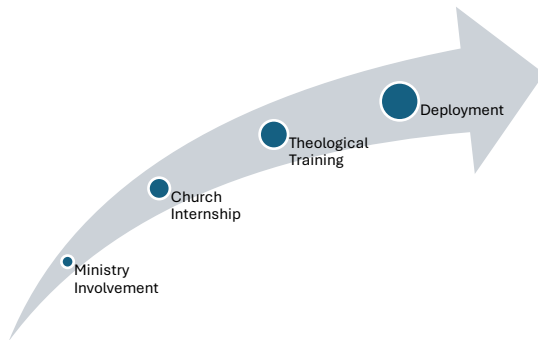 Deployment
Theological
Training
Church
Internship
Ministry
Involvement